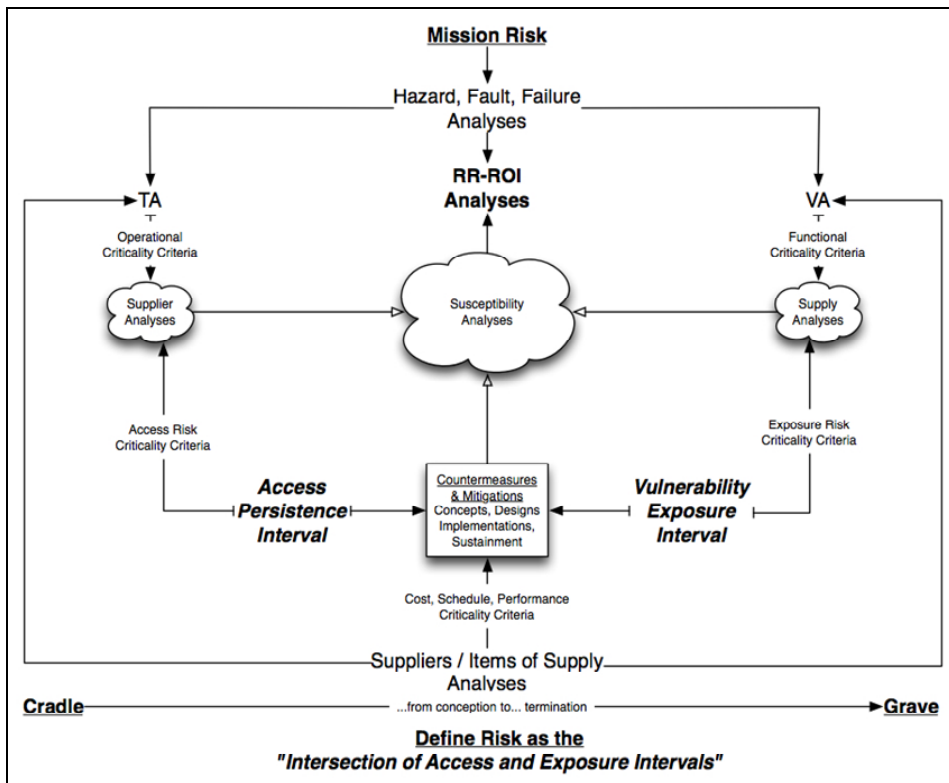 Mission Risk
Hazard, Fault, Failure
Analyses
RR-ROI
Analyses
TA
VA
Operational
Criticality Criteria
Functional
Criticality Criteria
Supplier
Analyses
Susceptibility
Analyses
Supply
Analyses
Access Risk
Criticality Criteria
Exposure Risk
Criticality Criteria
Access
Persistence
Interval
Countermeasures
& Mitigations
Concepts, Designs
Implementations,
Sustainment
Vulnerability
Exposure
Interval
Cost, Schedule, Performance
Criticality Criteria
Suppliers / Items of Supply
Analyses
Cradle
...from conception to... termination
Grave
Define Risk as the
"Intersection of Access and Exposure Intervals"